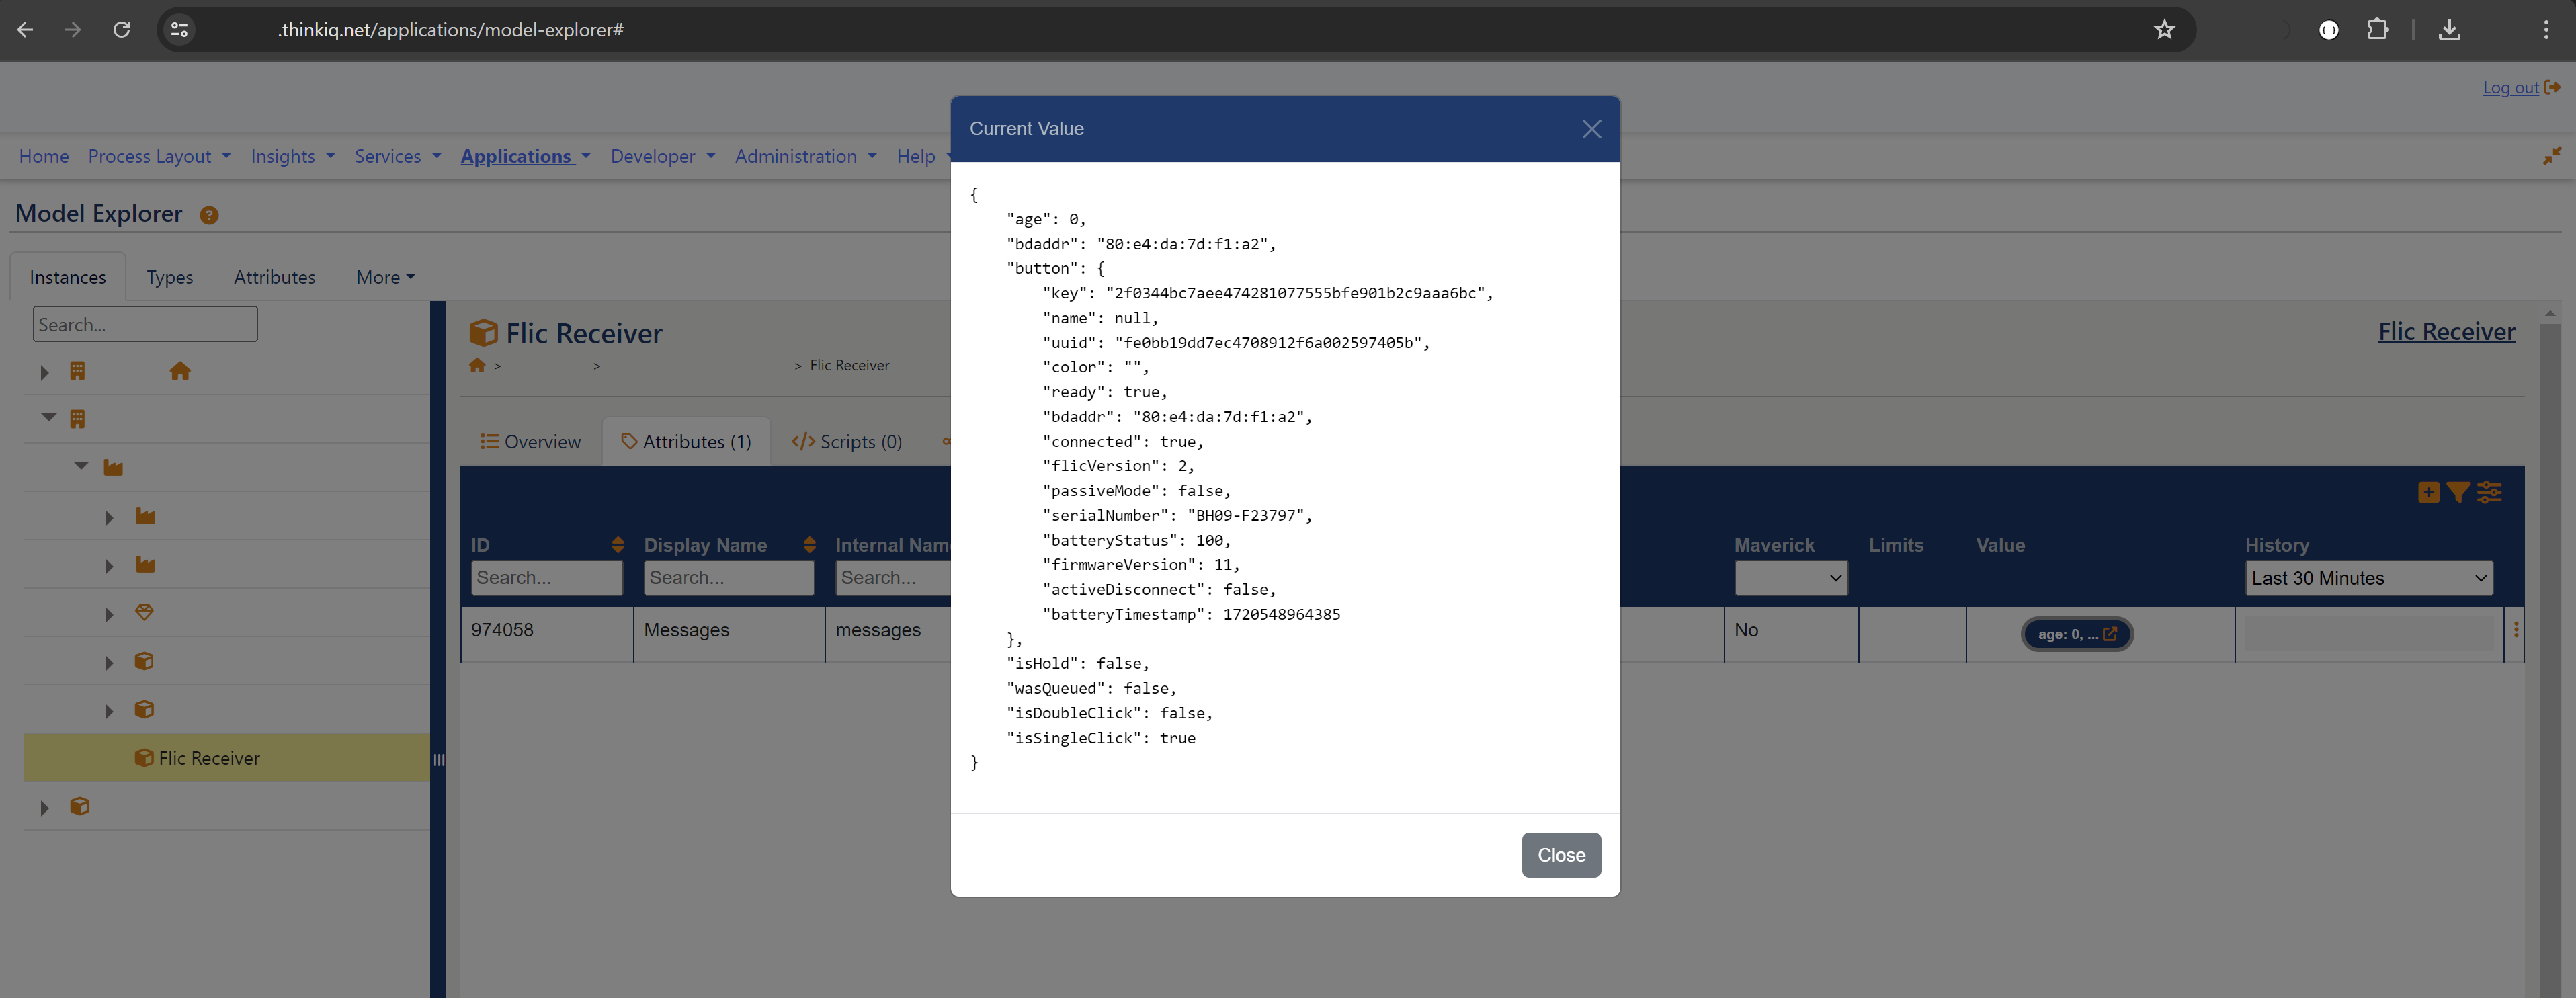 .thinkiq.net/applications/model-explorer#
Log out
Home Process Layout Insights Services Applications Developer Administration Help
Model Explorer ?
Instances Types Attributes More
Search...
Flic Receiver
Flic Receiver
> > > Flic Receiver
Overview Attributes (1) Scripts (0)
ID Display Name Internal Nam Maverick Limits Value History
Search... Search... Search... Last 30 Minutes
974058 Messages messages No age: 0, ...
Flic Receiver
Current Value
{
"age": 0,
"bdaddr": "80:e4:da:7d:f1:a2",
"button": {
"key": "2f0344bc7aee474281077555bfe901b2c9aaa6bc",
"name": null,
"uuid": "fe0bb19dd7ec4708912f6a002597405b",
"color": "",
"ready": true,
"bdaddr": "80:e4:da:7d:f1:a2",
"connected": true,
"flicVersion": 2,
"passiveMode": false,
"serialNumber": "BH09-F23797",
"batteryStatus": 100,
"firmwareVersion": 11,
"activeDisconnect": false,
"batteryTimestamp": 1720548964385
},
"isHold": false,
"wasQueued": false,
"isDoubleClick": false,
"isSingleClick": true
}
Close